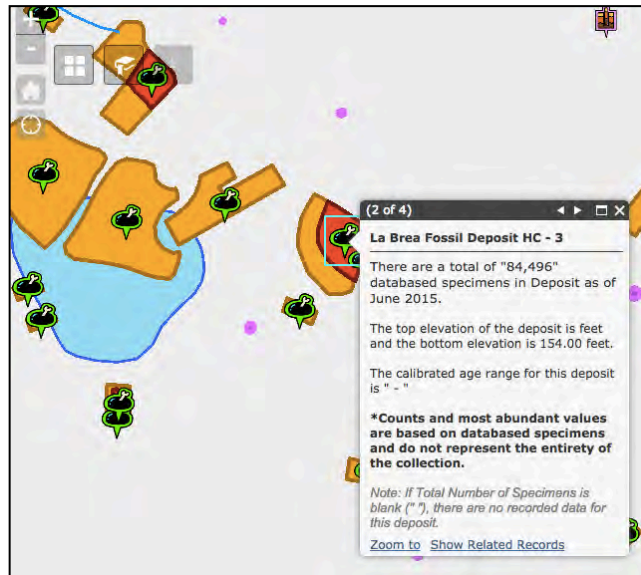 +
-
(2 of 4)
La Brea Fossil Deposit HC - 3
There are a total of "84,496"
databased specimens in Deposit as of
June 2015.
The top elevation of the deposit is feet
and the bottom elevation is 154.00 feet.
The calibrated age range for this deposit
is " - "
*Counts and most abundant values
are based on databased specimens
and do not represent the entirety of
the collection.
Note: If Total Number of Specimens is
blank (" "), there are no recorded data for
this deposit.
Zoom to Show Related Records